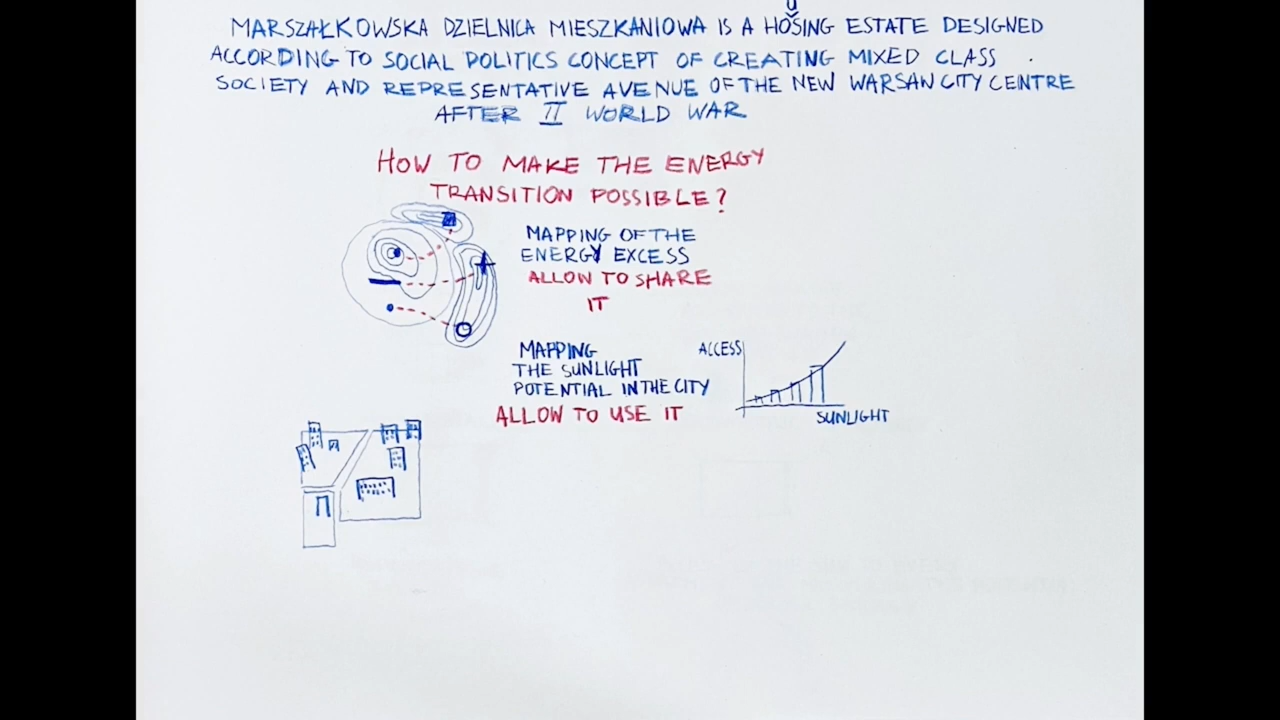 MARSZAŁKOWSKA DZIELNICA MIESZKANIOWA IS A HOUSING ESTATE DESIGNED
ACCORDING TO SOCIAL POLITICS CONCEPT OF CREATING MIXED CLASS
SOCIETY AND REPRESENTATIVE AVENUE OF THE NEW WARSAN CITY CENTRE
AFTER II WORLD WAR
HOW TO MAKE THE ENERGY
TRANSITION POSSIBLE?
MAPPING OF THE
ENERGY EXCESS
ALLOW TO SHARE
IT
MAPPING
THE SUNLIGHT
POTENTIAL IN THE CITY
ALLOW TO USE IT
ACCESS
SUNLIGHT